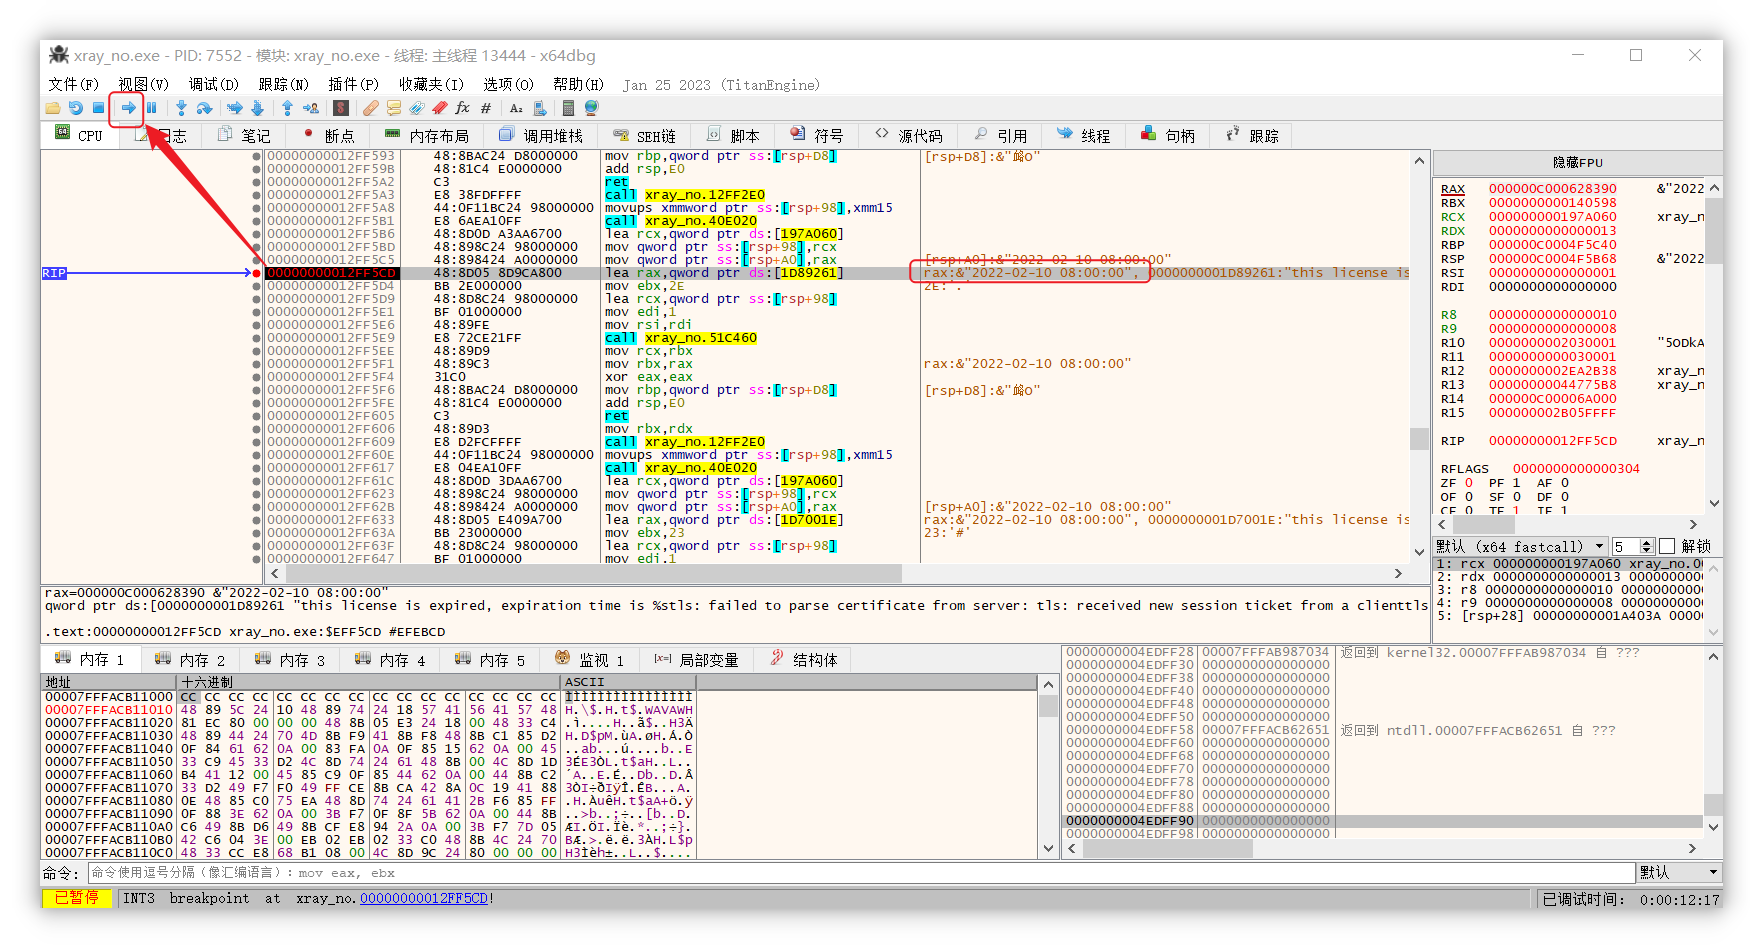 xray_no.exe - PID: 7552 - 模块: xray_no.exe - 线程: 主线程 13444 - x64dbg
文件(F) 视图(V) 调试(D) 跟踪(N) 插件(P) 收藏夹(I) 选项(O) 帮助(H) Jan 25 2023 (TitanEngine)
CPU 日志 笔记 断点 内存布局 调用堆栈 SEH链 脚本 符号 源代码 引用 线程 句柄 跟踪
00000000012FF593 48:8BAC24 D8000000 mov rbp,qword ptr ss:[rsp+D8]
00000000012FF59B 48:81C4 E0000000 add rsp,E0
00000000012FF5A2 C3 ret
00000000012FF5A3 E8 38FDFFFF call xray_no.12FF2E0
00000000012FF5A8 44:0F11BC24 98000000 movups xmmword ptr ss:[rsp+98],xmm15
00000000012FF5B1 E8 6AEA10FF call xray_no.40E020
00000000012FF5B6 48:8D0D A3AA6700 lea rcx,qword ptr ds:[197A060]
00000000012FF5BD 48:898C24 98000000 mov qword ptr ss:[rsp+98],rcx
00000000012FF5C5 48:898424 A0000000 mov qword ptr ss:[rsp+A0],rax [rsp+A0]:&"2022-02-10 08:00:00"
RIP 00000000012FF5CD 48:8D05 8D9CA800 lea rax,qword ptr ds:[1D89261] rax:&"2022-02-10 08:00:00", 0000000001D89261:"this license is
00000000012FF5D4 BB 2E000000 mov ebx,2E 2E:'.'
00000000012FF5D9 48:8D8C24 98000000 lea rcx,qword ptr ss:[rsp+98]
00000000012FF5E1 BF 01000000 mov edi,1
00000000012FF5E6 48:89FE mov rsi,rdi
00000000012FF5E9 E8 72CE21FF call xray_no.51C460
00000000012FF5EE 48:89D9 mov rcx,rbx
00000000012FF5F1 48:89C3 mov rbx,rax rax:&"2022-02-10 08:00:00"
00000000012FF5F4 31C0 xor eax,eax
00000000012FF5F6 48:8BAC24 D8000000 mov rbp,qword ptr ss:[rsp+D8]
00000000012FF5FE 48:81C4 E0000000 add rsp,E0
00000000012FF605 C3 ret
00000000012FF606 48:89D3 mov rbx,rdx
00000000012FF609 E8 D2FCFFFF call xray_no.12FF2E0
00000000012FF60E 44:0F11BC24 98000000 movups xmmword ptr ss:[rsp+98],xmm15
00000000012FF617 E8 04EA10FF call xray_no.40E020
00000000012FF61C 48:8D0D 3DAA6700 lea rcx,qword ptr ds:[197A060]
00000000012FF623 48:898C24 98000000 mov qword ptr ss:[rsp+98],rcx
00000000012FF62B 48:898424 A0000000 mov qword ptr ss:[rsp+A0],rax [rsp+A0]:&"2022-02-10 08:00:00"
00000000012FF633 48:8D05 E409A700 lea rax,qword ptr ds:[1D7001E] rax:&"2022-02-10 08:00:00", 0000000001D7001E:"this license is
00000000012FF63A BB 23000000 mov ebx,23 23:'#'
00000000012FF63F 48:8D8C24 98000000 lea rcx,qword ptr ss:[rsp+98]
00000000012FF647 BF 01000000 mov edi,1
隐藏FPU
RAX 000000C000628390 &"2022
RBX 0000000000140598
RCX 000000000197A060 xray_n
RDX 0000000000000013
RBP 000000C0004F5C40
RSP 000000C0004F5B68 &"2022
RSI 0000000000000001
RDI 0000000000000000
R8 0000000000000010
R9 0000000000000008
R10 0000000002030001 "5ODkA
R11 0000000000030001
R12 0000000002EA2B38 xray_n
R13 00000000044775B8 xray_n
R14 000000C00006A000
R15 000000002B05FFFF
RIP 00000000012FF5CD xray_n
RFLAGS 0000000000000304
ZF 0 PF 1 AF 0
OF 0 SF 0 DF 0
CF 0 TF 1 IF 1
默认 (x64 fastcall) 5 解锁
1: rcx 000000000197A060 xray_no.0
2: rdx 0000000000000013 000000000
3: r8 0000000000000010 0000000000
4: r9 0000000000000008 0000000000
5: [rsp+28] 00000000001A403A 0000
rax=000000C000628390 &"2022-02-10 08:00:00"
qword ptr ds:[0000000001D89261 "this license is expired, expiration time is %stls: failed to parse certificate from server: tls: received new session ticket from a clienttls
.text:00000000012FF5CD xray_no.exe:$EFF5CD #EFEBCD
内存 1 内存 2 内存 3 内存 4 内存 5 监视 1 [x=] 局部变量 结构体
地址 十六进制 ASCII
00007FFFACB11000 CC CC CC CC CC CC CC CC CC CC CC CC CC CC CC CC ÌÌÌÌÌÌÌÌÌÌÌÌÌÌÌÌ
00007FFFACB11010 48 89 5C 24 10 48 89 74 24 18 57 41 56 41 57 48 H.\$.H.t$.WAVAWH
00007FFFACB11020 81 EC 80 00 00 00 48 8B 05 E3 24 18 00 48 33 C4 .ì....H..ã$..H3Ä
00007FFFACB11030 48 89 44 24 70 4D 8B F9 41 8B F8 48 8B C1 85 D2 H.D$pM.ùA.øH.Á.Ò
00007FFFACB11040 0F 84 61 62 0A 00 83 FA 0A 0F 85 15 62 0A 00 45 ..ab...ú....b..E
00007FFFACB11050 33 C9 45 33 D2 4C 8D 74 24 61 48 8B 00 4C 8D 1D 3ÉE3ÒL.t$aH..L..
00007FFFACB11060 B4 41 12 00 45 85 C9 0F 85 44 62 0A 00 44 8B C2 ´A..E.É..Db..D.Â
00007FFFACB11070 33 D2 49 F7 F0 49 FF CE 8B CA 42 8A 0C 19 41 88 3ÒI÷ðIÿÎ.ÊB...A.
00007FFFACB11080 0E 48 85 C0 75 EA 48 8D 74 24 61 41 2B F6 85 FF .H.ÀuêH.t$aA+ö.ÿ
00007FFFACB11090 0F 88 3E 62 0A 00 3B F7 0F 8F 5B 62 0A 00 44 8B ..>b..;÷..[b..D.
00007FFFACB110A0 C6 49 8B D6 49 8B CF E8 94 2A 0A 00 3B F7 7D 05 ÆI.ÖI.Ïè.*..;÷}.
00007FFFACB110B0 42 C6 04 3E 00 EB 02 EB 02 33 C0 48 8B 4C 24 70 BÆ.>.ë.ë.3ÀH.L$p
00007FFFACB110C0 48 33 CC E8 68 B1 08 00 4C 8D 9C 24 80 00 00 00 H3Ìèh±..L..$....
0000000004EDFF28 00007FFFAB987034 返回到 kernel32.00007FFFAB987034 自 ???
0000000004EDFF30 0000000000000000
0000000004EDFF38 0000000000000000
0000000004EDFF40 0000000000000000
0000000004EDFF48 0000000000000000
0000000004EDFF50 0000000000000000
0000000004EDFF58 00007FFFACB62651 返回到 ntdll.00007FFFACB62651 自 ???
0000000004EDFF60 0000000000000000
0000000004EDFF68 0000000000000000
0000000004EDFF70 0000000000000000
0000000004EDFF78 0000000000000000
0000000004EDFF80 0000000000000000
0000000004EDFF88 0000000000000000
0000000004EDFF90 0000000000000000
0000000004EDFF98 0000000000000000
命令: 命令使用逗号分隔（像汇编语言）: mov eax, ebx 默认
已暂停 INT3 breakpoint at xray_no.00000000012FF5CD! 已调试时间: 0:00:12:17